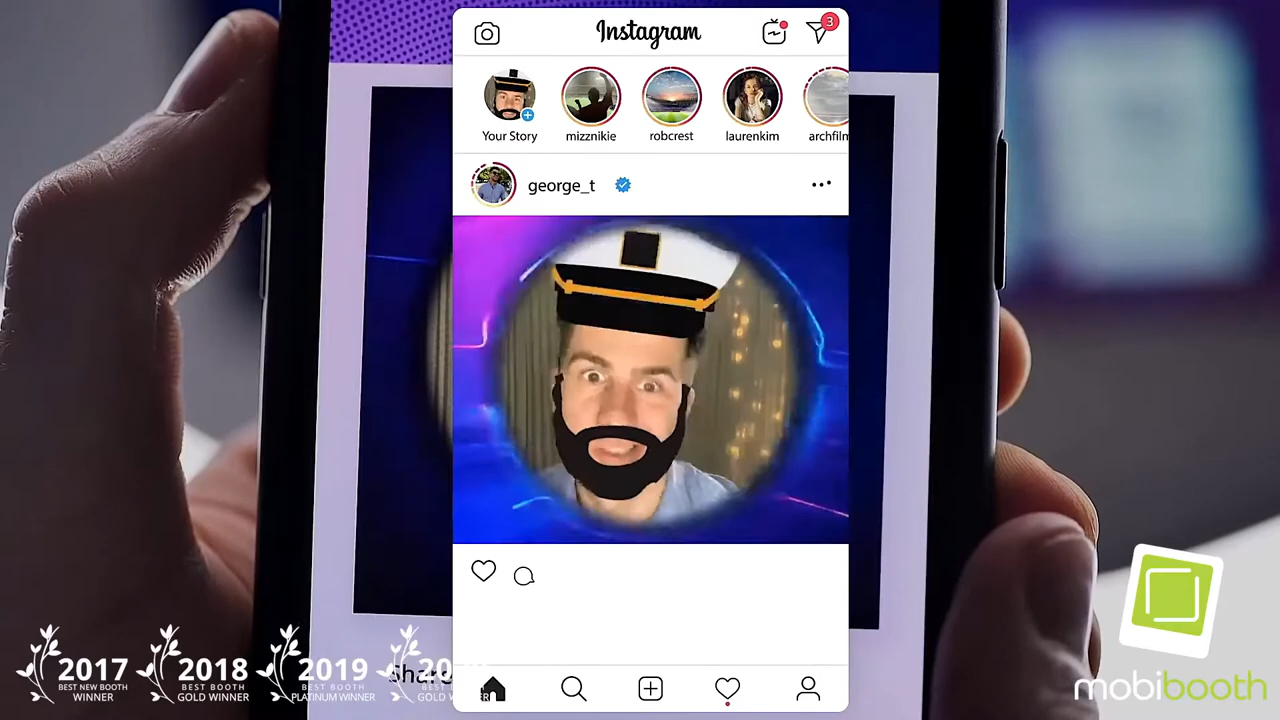 Instagram
3
Your Story
mizznikie
robcrest
laurenkim
archfilm
george_t
2017
BEST NEW BOOTH
WINNER
2018
BEST BOOTH
GOLD WINNER
2019
BEST BOOTH
PLATINUM WINNER
Share
mobibooth